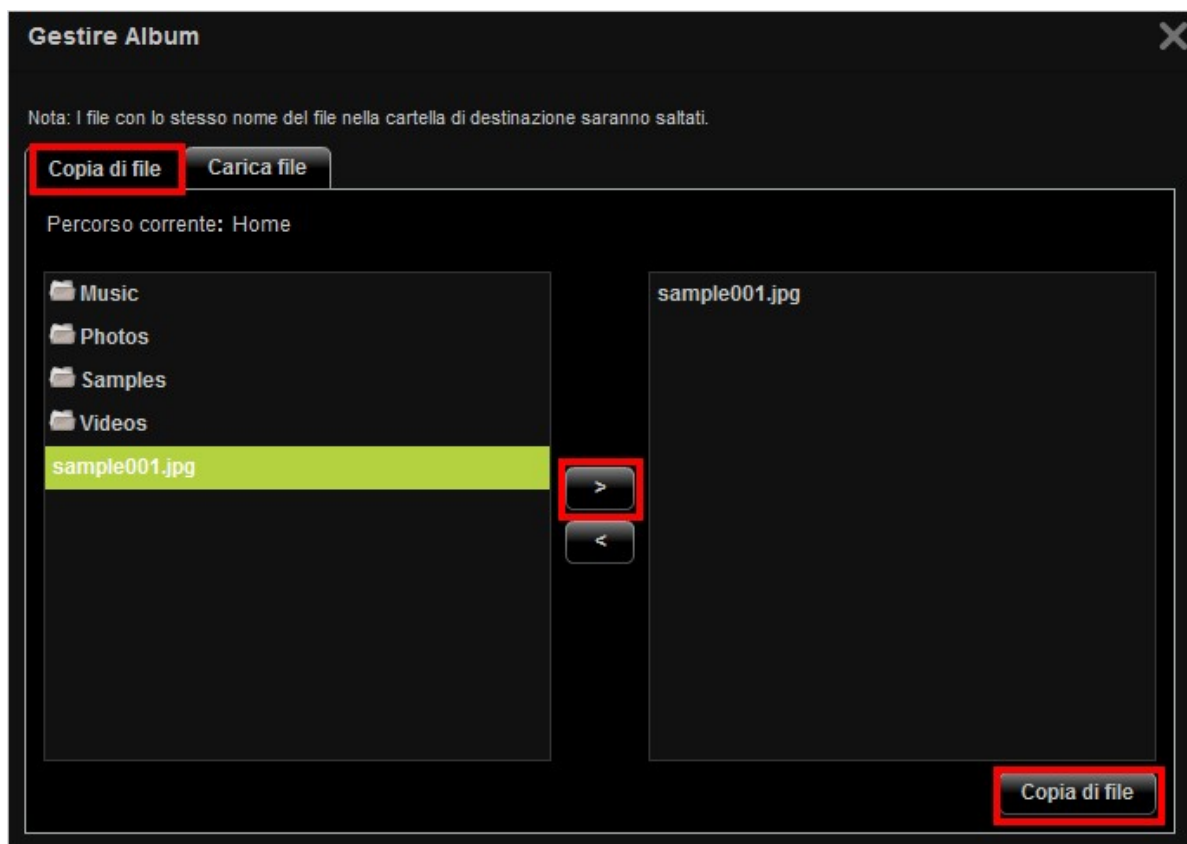 Gestire Album
Nota: I file con lo stesso nome del file nella cartella di destinazione saranno saltati.
Copia di file
Carica file
Percorso corrente: Home
Music
Photos
Samples
Videos
sample001.jpg
>
<
sample001.jpg
Copia di file